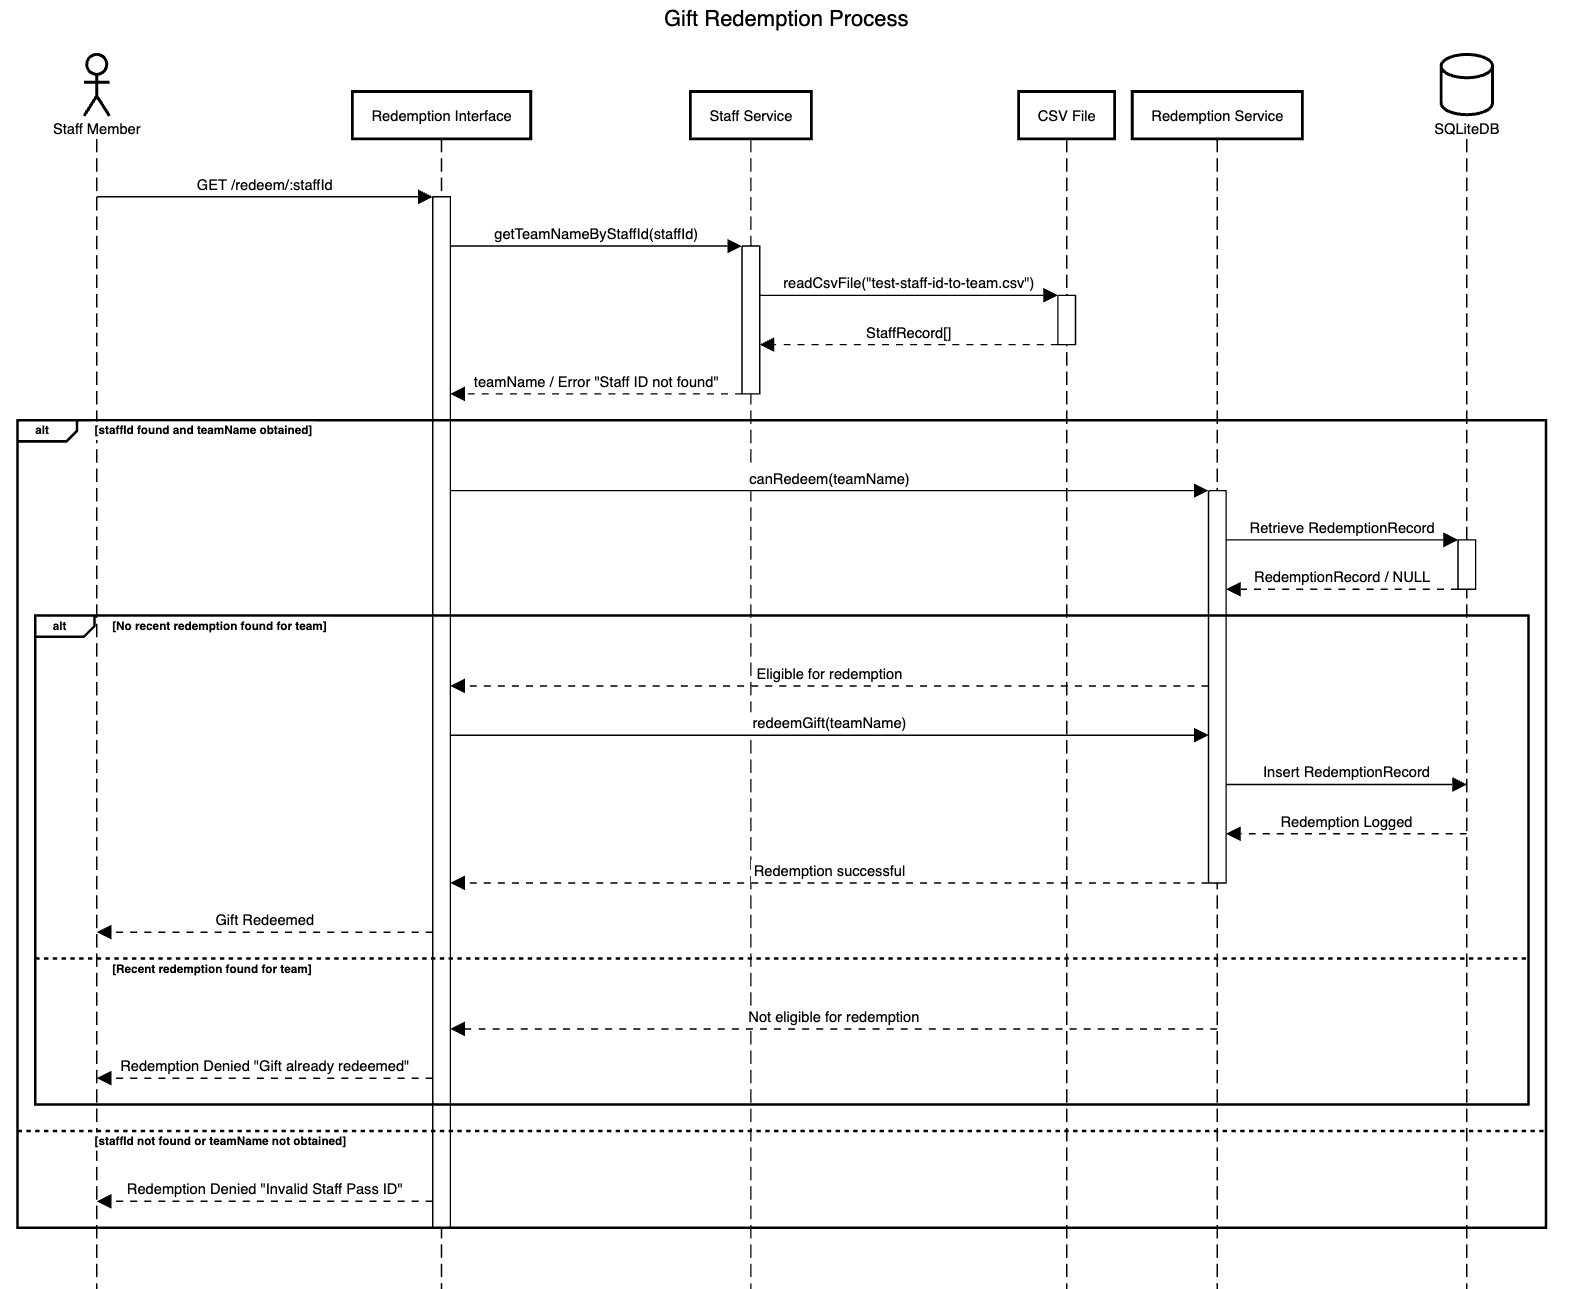 Gift Redemption Process
Staff Member
Redemption Interface
Staff Service
CSV File
Redemption Service
SQLiteDB
GET /redeem/:staffId
getTeamNameByStaffId(staffId)
readCsvFile("test-staff-id-to-team.csv")
StaffRecord[]
teamName / Error "Staff ID not found"
alt [staffId found and teamName obtained]
canRedeem(teamName)
Retrieve RedemptionRecord
RedemptionRecord / NULL
alt [No recent redemption found for team]
Eligible for redemption
redeemGift(teamName)
Insert RedemptionRecord
Redemption Logged
Redemption successful
Gift Redeemed
[Recent redemption found for team]
Not eligible for redemption
Redemption Denied "Gift already redeemed"
[staffId not found or teamName not obtained]
Redemption Denied "Invalid Staff Pass ID"